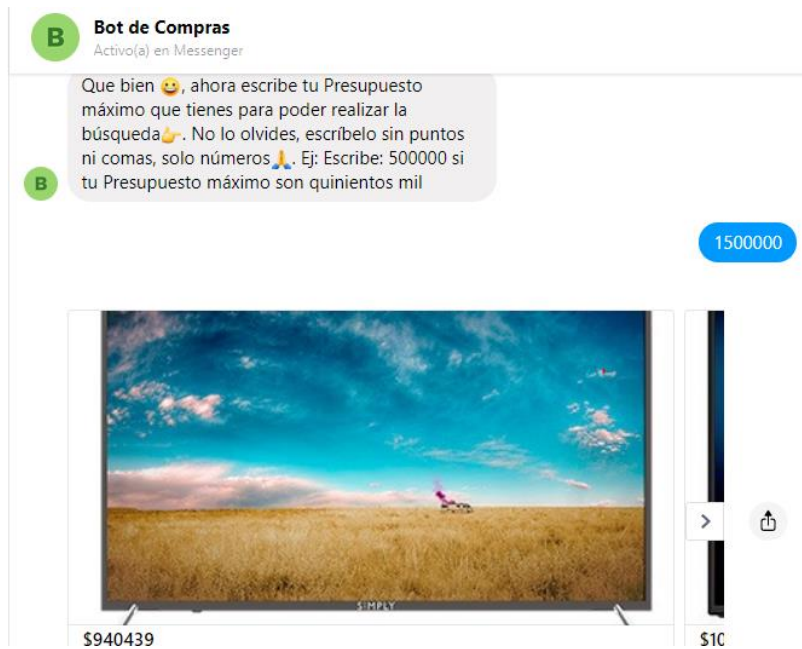 B
Bot de Compras
Activo(a) en Messenger
Que bien 😀, ahora escribe tu Presupuesto
máximo que tienes para poder realizar la
búsqueda👉. No lo olvides, escríbelo sin puntos
ni comas, solo números🙏. Ej: Escribe: 500000 si
B tu Presupuesto máximo son quinientos mil
1500000
SIMPLY
$940439
$10